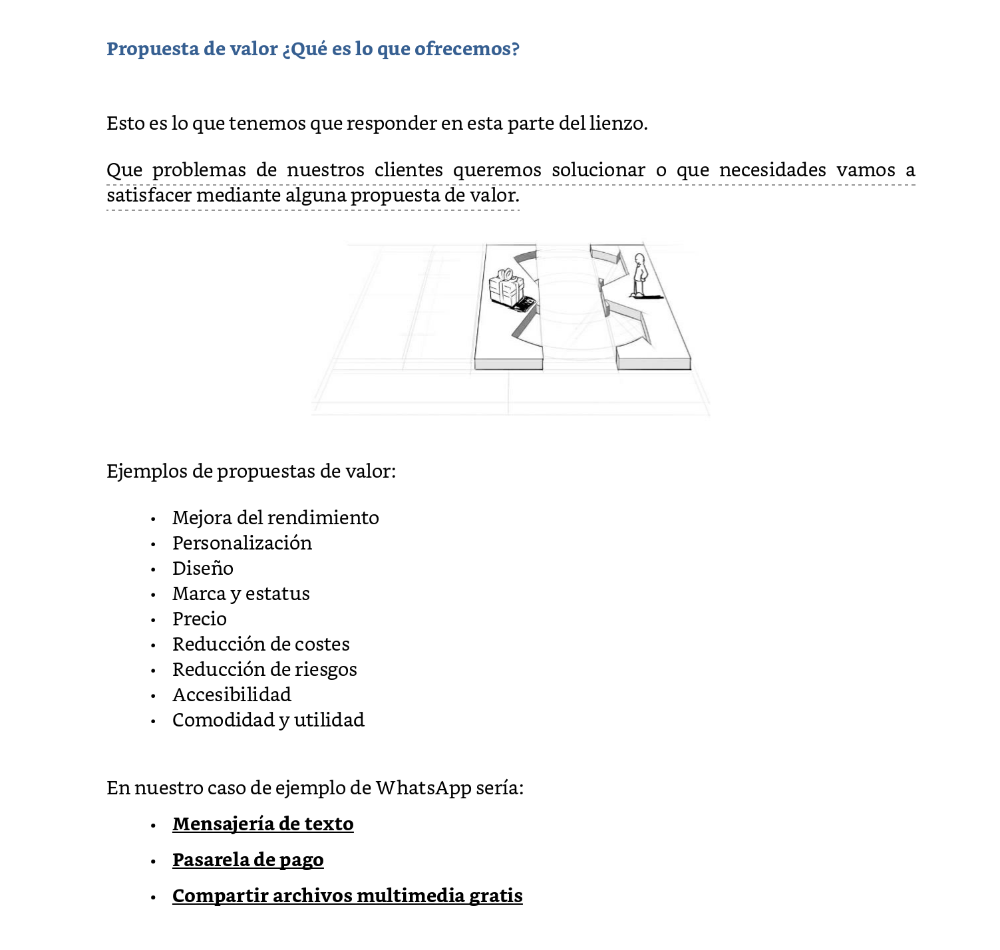 Propuesta de valor ¿Qué es lo que ofrecemos?
Esto es lo que tenemos que responder en esta parte del lienzo.
Que problemas de nuestros clientes queremos solucionar o que necesidades vamos a
satisfacer mediante alguna propuesta de valor.
Ejemplos de propuestas de valor:
• Mejora del rendimiento
• Personalización
• Diseño
• Marca y estatus
• Precio
• Reducción de costes
• Reducción de riesgos
• Accesibilidad
• Comodidad y utilidad
En nuestro caso de ejemplo de WhatsApp sería:
• Mensajería de texto
• Pasarela de pago
• Compartir archivos multimedia gratis